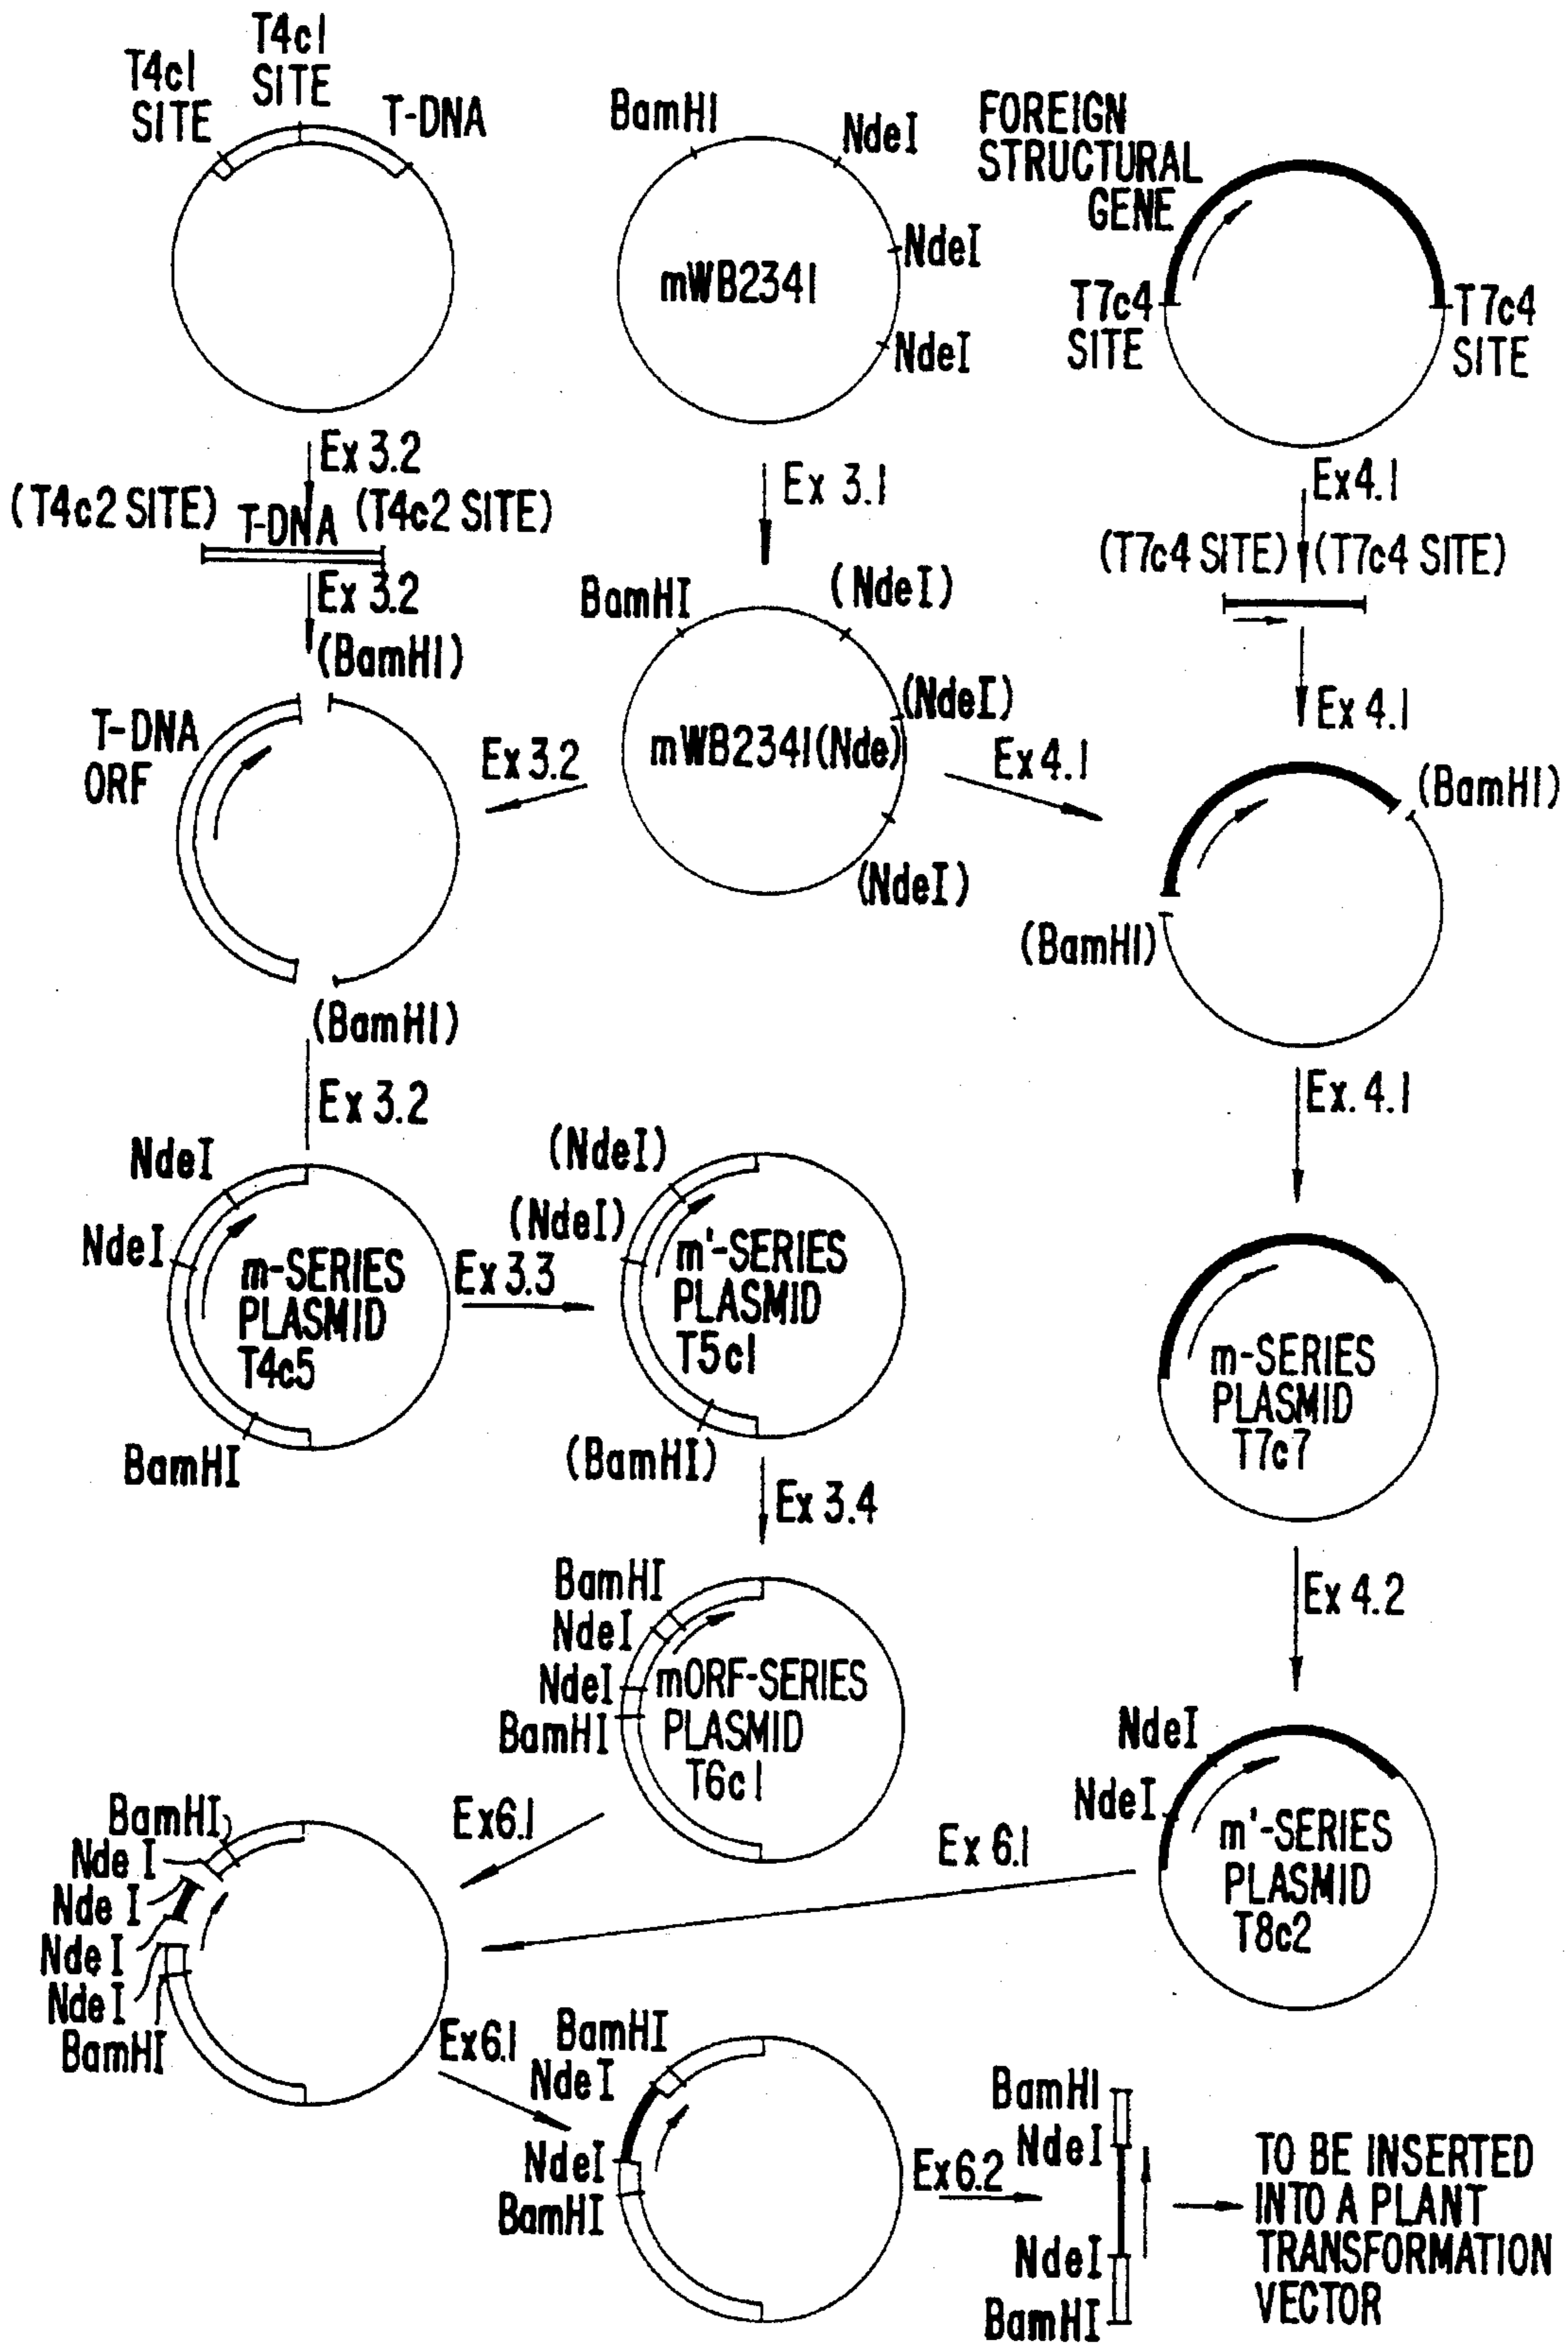 T4c1
SITE
T4c1
SITE
T-DNA
BamHI
NdeI
NdeI
NdeI
mWB2341
FOREIGN
STRUCTURAL
GENE
T7c4
SITE
T7c4
SITE
Ex 3.2
(T4c2 SITE)
T-DNA
(T4c2 SITE)
Ex 3.2
(BamHI)
Ex 3.1
Ex4.1
(T7c4 SITE)
(T7c4 SITE)
Ex 4.1
T-DNA
ORF
(BamHI)
Ex 3.2
BamHI
(NdeI)
(NdeI)
mWB2341(Nde)
(NdeI)
Ex4.1
(BamHI)
(BamHI)
Ex 3.2
Ex. 4.1
NdeI
NdeI
m-SERIES
PLASMID
T4c5
BamHI
Ex3.3
(NdeI)
(NdeI)
m'-SERIES
PLASMID
T5c1
(BamHI)
Ex 3.4
m-SERIES
PLASMID
T7c7
Ex 4.2
BamHI
NdeI
NdeI
BamHI
mORF-SERIES
PLASMID
T6c1
NdeI
NdeI
m'-SERIES
PLASMID
T8c2
Ex6.1
Ex 6.1
BamHI
Nde I
Nde I
Nde I
Nde I
BamHI
Ex6.1
BamHI
NdeI
NdeI
BamHI
Ex6.2
BamHI
NdeI
NdeI
BamHI
TO BE INSERTED
INTO A PLANT
TRANSFORMATION
VECTOR